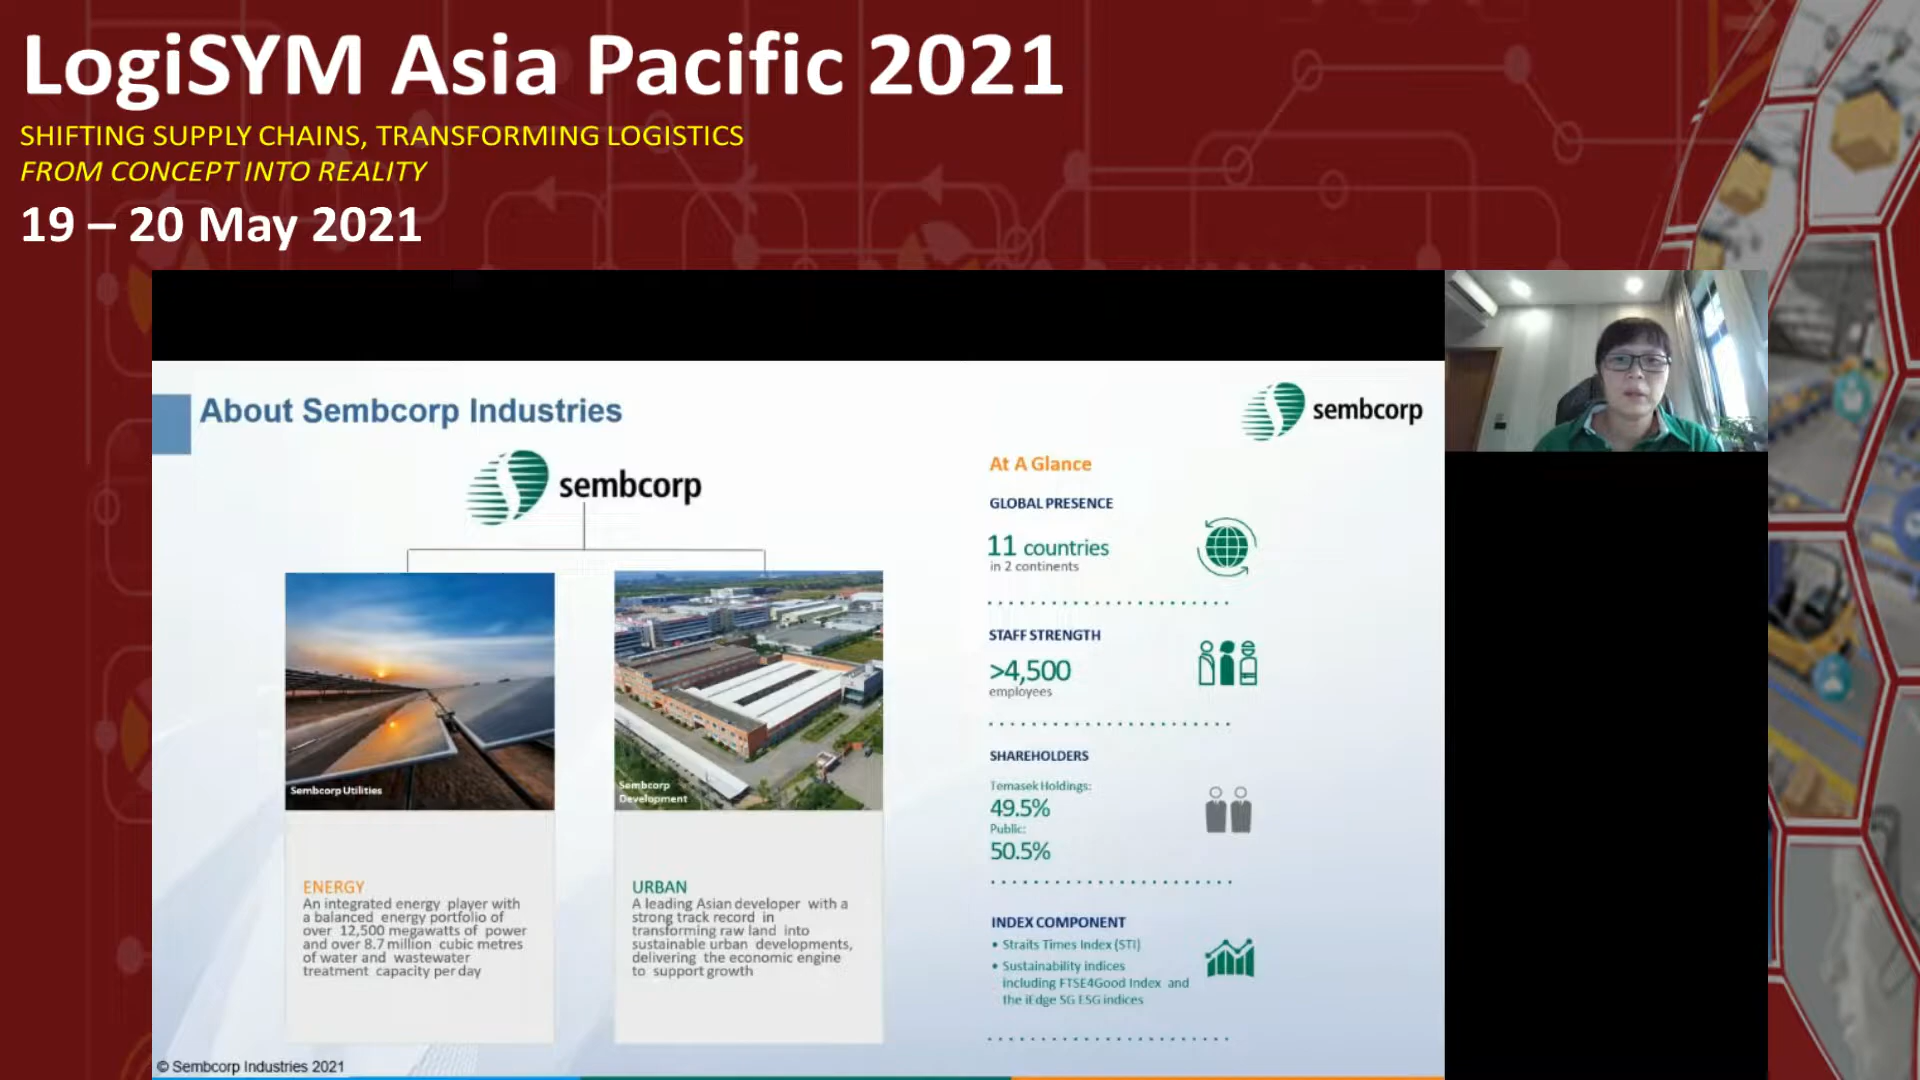 LogiSYM Asia Pacific 2021
SHIFTING SUPPLY CHAINS, TRANSFORMING LOGISTICS
FROM CONCEPT INTO REALITY
19 – 20 May 2021
About Sembcorp Industries
sembcorp
sembcorp
Sembcorp Utilities
Sembcorp
Development
ENERGY
An integrated energy player with
a balanced energy portfolio of
over 12,500 megawatts of power
and over 8.7 million cubic metres
of water and wastewater
treatment capacity per day
URBAN
A leading Asian developer with a
strong track record in
transforming raw land into
sustainable urban developments,
delivering the economic engine
to support growth
At A Glance
GLOBAL PRESENCE
11 countries
in 2 continents
STAFF STRENGTH
>4,500
employees
SHAREHOLDERS
Temasek Holdings:
49.5%
Public:
50.5%
INDEX COMPONENT
• Straits Times Index (STI)
• Sustainability indices
including FTSE4Good Index and
the iEdge SG ESG indices
© Sembcorp Industries 2021